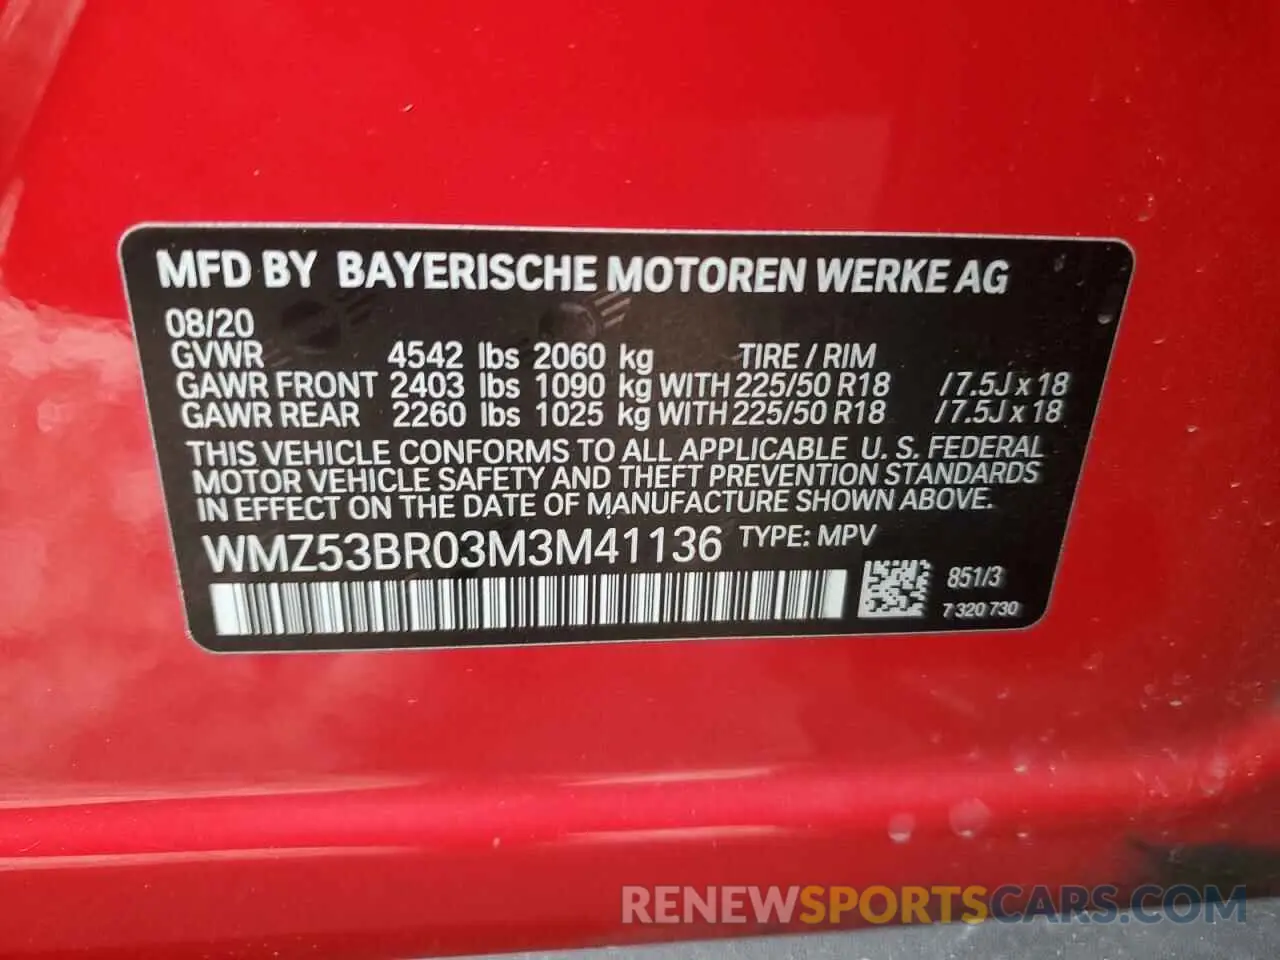 MFD BY BAYERISCHE MOTOREN WERKE AG
08/20
GVWR 4542 lbs 2060 kg TIRE / RIM
GAWR FRONT 2403 lbs 1090 kg WITH 225/50 R18 / 7.5J x 18
GAWR REAR 2260 lbs 1025 kg WITH 225/50 R18 / 7.5J x 18
THIS VEHICLE CONFORMS TO ALL APPLICABLE U. S. FEDERAL
MOTOR VEHICLE SAFETY AND THEFT PREVENTION STANDARDS
IN EFFECT ON THE DATE OF MANUFACTURE SHOWN ABOVE.
WMZ53BR03M3M41136 TYPE: MPV
851/3
7 320 730
RENEWSPORTSCARS.COM